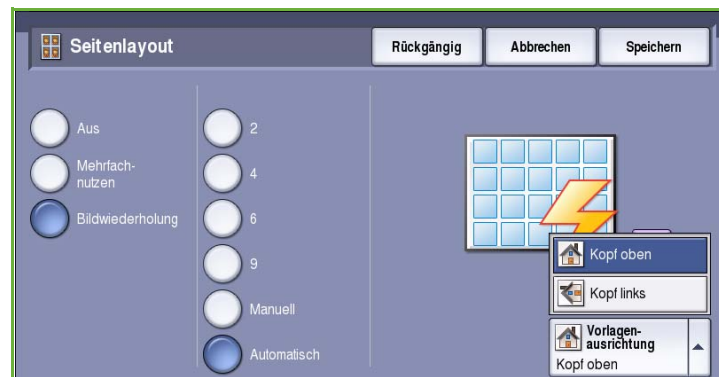 Seitenlayout
Rückgängig
Abbrechen
Speichern
Aus
Mehrfach-
nutzen
Bildwiederholung
2
4
6
9
Manuell
Automatisch
Kopf oben
Kopf links
Vorlagen-
ausrichtung
Kopf oben